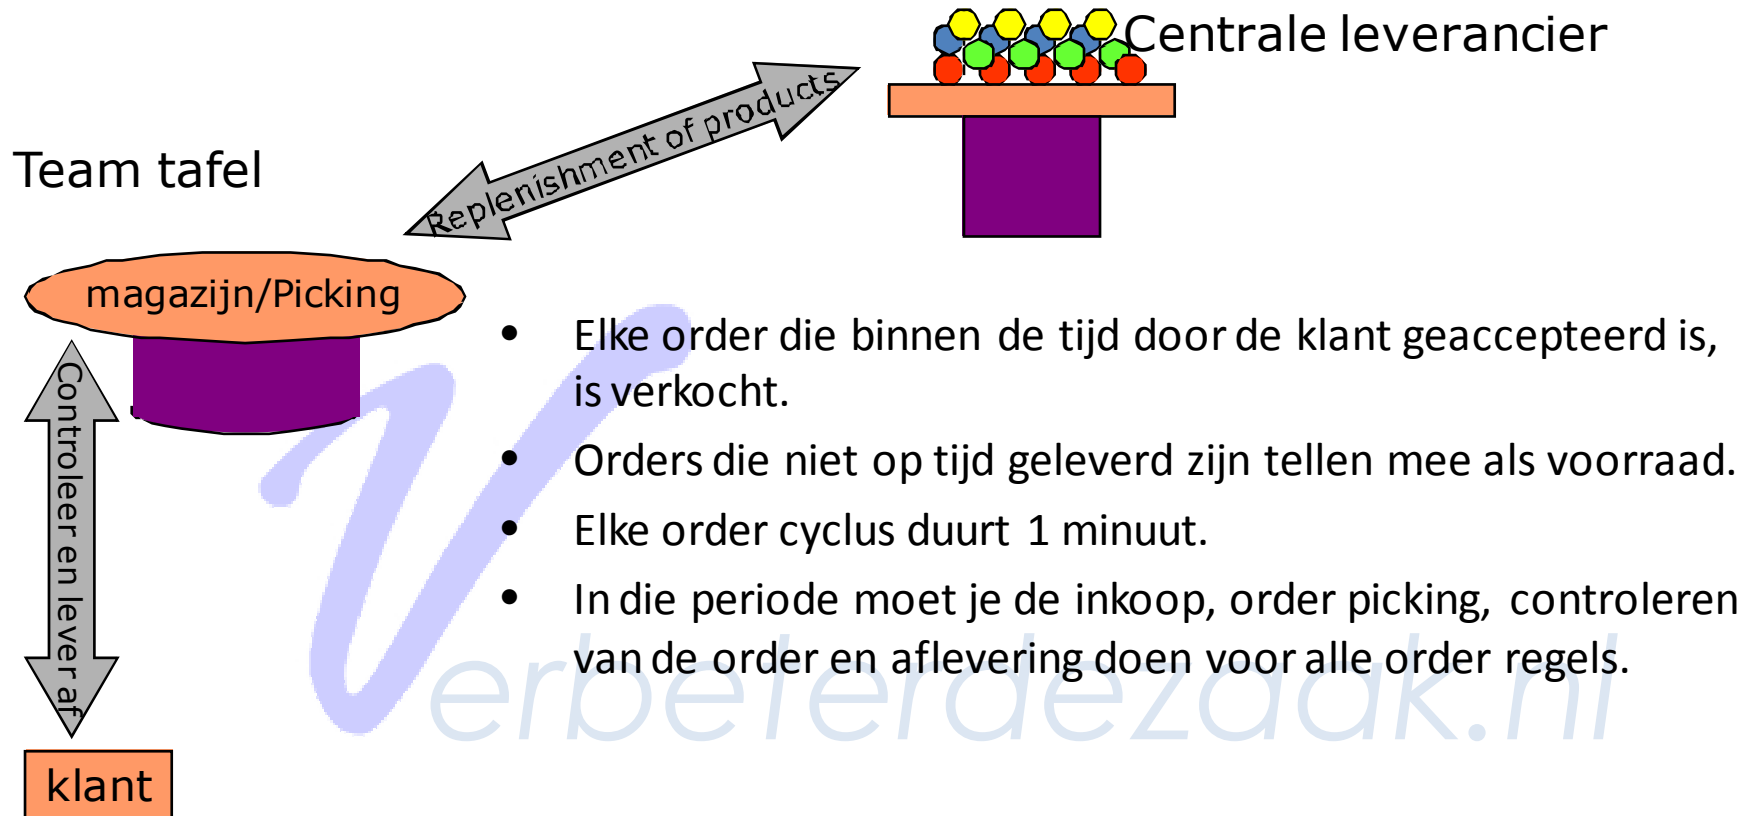 Centrale leverancier
Replenishment of products
Team tafel
magazijn/Picking
Controleer en lever af
klant
• Elke order die binnen de tijd door de klant geaccepteerd is,
is verkocht.
• Orders die niet op tijd geleverd zijn tellen mee als voorraad.
• Elke order cyclus duurt 1 minuut.
• In die periode moet je de inkoop, order picking, controleren
van de order en aflevering doen voor alle order regels.
Verbeterdezaak.nl